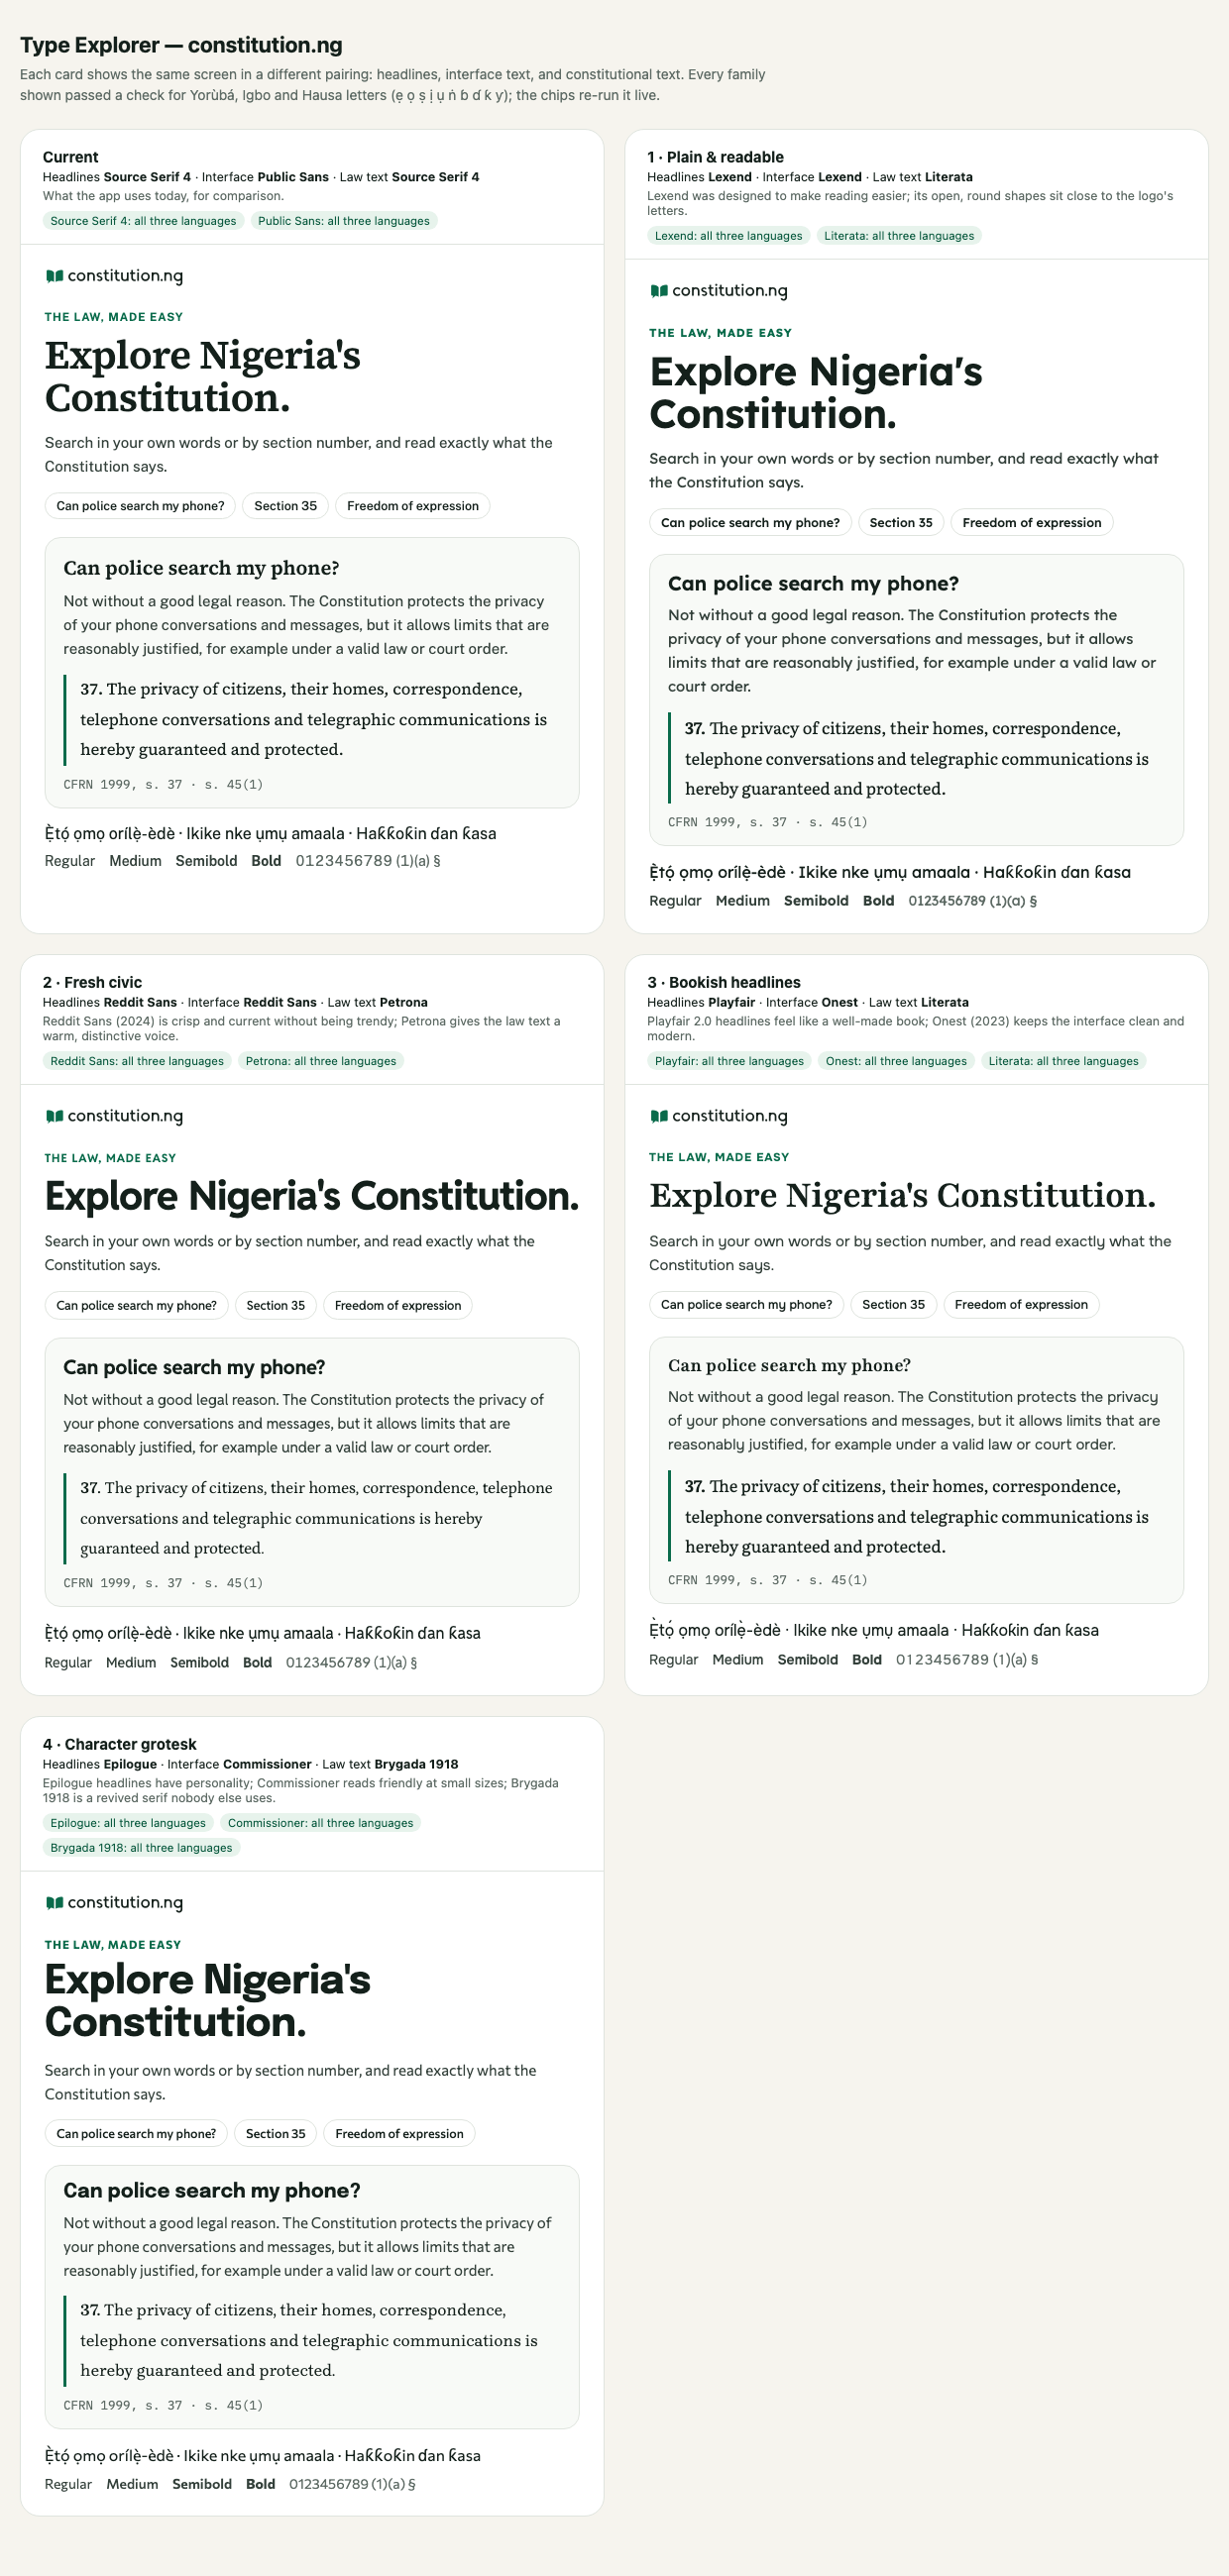 Type Explorer — constitution.ng
Each card shows the same screen in a different pairing: headlines, interface text, and constitutional text. Every family
shown passed a check for Yorùbá, Igbo and Hausa letters (ẹ ọ ṣ ị ụ ṅ ɓ ɗ ƙ y); the chips re-run it live.
Current
Headlines Source Serif 4 · Interface Public Sans · Law text Source Serif 4
What the app uses today, for comparison.
Source Serif 4: all three languages
Public Sans: all three languages
constitution.ng
THE LAW, MADE EASY
Explore Nigeria's
Constitution.
Search in your own words or by section number, and read exactly what the
Constitution says.
Can police search my phone?
Section 35
Freedom of expression
Can police search my phone?
Not without a good legal reason. The Constitution protects the privacy
of your phone conversations and messages, but it allows limits that are
reasonably justified, for example under a valid law or court order.
37. The privacy of citizens, their homes, correspondence,
telephone conversations and telegraphic communications is
hereby guaranteed and protected.
CFRN 1999, s. 37 · s. 45(1)
Ẹ̀tọ́ ọmọ orílẹ̀-èdè · Ikike nke ụmụ amaala · Haƙƙoƙin ɗan ƙasa
Regular Medium Semibold Bold 0123456789 (1)(a) §
1 · Plain & readable
Headlines Lexend · Interface Lexend · Law text Literata
Lexend was designed to make reading easier; its open, round shapes sit close to the logo's
letters.
Lexend: all three languages
Literata: all three languages
constitution.ng
THE LAW, MADE EASY
Explore Nigeria's
Constitution.
Search in your own words or by section number, and read exactly what
the Constitution says.
Can police search my phone?
Section 35
Freedom of expression
Can police search my phone?
Not without a good legal reason. The Constitution protects the
privacy of your phone conversations and messages, but it allows
limits that are reasonably justified, for example under a valid law or
court order.
37. The privacy of citizens, their homes, correspondence,
telephone conversations and telegraphic communications is
hereby guaranteed and protected.
CFRN 1999, s. 37 · s. 45(1)
Ẹ̀tọ́ ọmọ orílẹ̀-èdè · Ikike nke ụmụ amaala · Haƙƙoƙin ɗan ƙasa
Regular Medium Semibold Bold 0123456789 (1)(a) §
2 · Fresh civic
Headlines Reddit Sans · Interface Reddit Sans · Law text Petrona
Reddit Sans (2024) is crisp and current without being trendy; Petrona gives the law text a
warm, distinctive voice.
Reddit Sans: all three languages
Petrona: all three languages
constitution.ng
THE LAW, MADE EASY
Explore Nigeria's Constitution.
Search in your own words or by section number, and read exactly what the
Constitution says.
Can police search my phone?
Section 35
Freedom of expression
Can police search my phone?
Not without a good legal reason. The Constitution protects the privacy of
your phone conversations and messages, but it allows limits that are
reasonably justified, for example under a valid law or court order.
37. The privacy of citizens, their homes, correspondence, telephone
conversations and telegraphic communications is hereby
guaranteed and protected.
CFRN 1999, s. 37 · s. 45(1)
Ẹ̀tọ́ ọmọ orílẹ̀-èdè · Ikike nke ụmụ amaala · Haƙƙoƙin ɗan ƙasa
Regular Medium Semibold Bold 0123456789 (1)(a) §
3 · Bookish headlines
Headlines Playfair · Interface Onest · Law text Literata
Playfair 2.0 headlines feel like a well-made book; Onest (2023) keeps the interface clean and
modern.
Playfair: all three languages
Onest: all three languages
Literata: all three languages
constitution.ng
THE LAW, MADE EASY
Explore Nigeria's Constitution.
Search in your own words or by section number, and read exactly what the
Constitution says.
Can police search my phone?
Section 35
Freedom of expression
Can police search my phone?
Not without a good legal reason. The Constitution protects the privacy
of your phone conversations and messages, but it allows limits that are
reasonably justified, for example under a valid law or court order.
37. The privacy of citizens, their homes, correspondence,
telephone conversations and telegraphic communications is
hereby guaranteed and protected.
CFRN 1999, s. 37 · s. 45(1)
Ẹ̀tọ́ ọmọ orílẹ̀-èdè · Ikike nke ụmụ amaala · Haƙƙoƙin ɗan ƙasa
Regular Medium Semibold Bold 0123456789 (1)(a) §
4 · Character grotesk
Headlines Epilogue · Interface Commissioner · Law text Brygada 1918
Epilogue headlines have personality; Commissioner reads friendly at small sizes; Brygada
1918 is a revived serif nobody else uses.
Epilogue: all three languages
Commissioner: all three languages
Brygada 1918: all three languages
constitution.ng
THE LAW, MADE EASY
Explore Nigeria's
Constitution.
Search in your own words or by section number, and read exactly what the
Constitution says.
Can police search my phone?
Section 35
Freedom of expression
Can police search my phone?
Not without a good legal reason. The Constitution protects the privacy of
your phone conversations and messages, but it allows limits that are
reasonably justified, for example under a valid law or court order.
37. The privacy of citizens, their homes, correspondence,
telephone conversations and telegraphic communications is
hereby guaranteed and protected.
CFRN 1999, s. 37 · s. 45(1)
Ẹ̀tọ́ ọmọ orílẹ̀-èdè · Ikike nke ụmụ amaala · Haƙƙoƙin ɗan ƙasa
Regular Medium Semibold Bold 0123456789 (1)(a) §